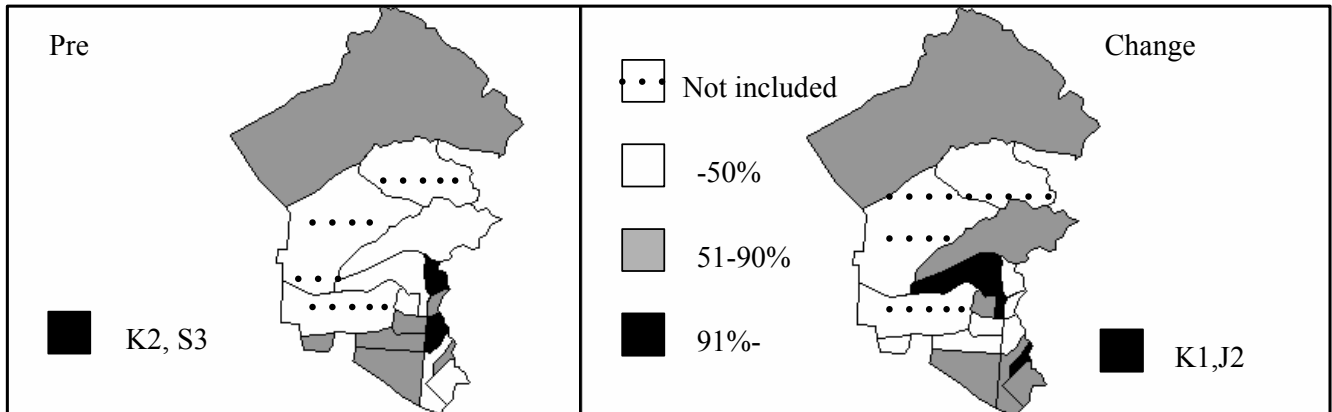 Pre
K2, S3
Change
Not included
-50%
51-90%
91%-
K1,J2